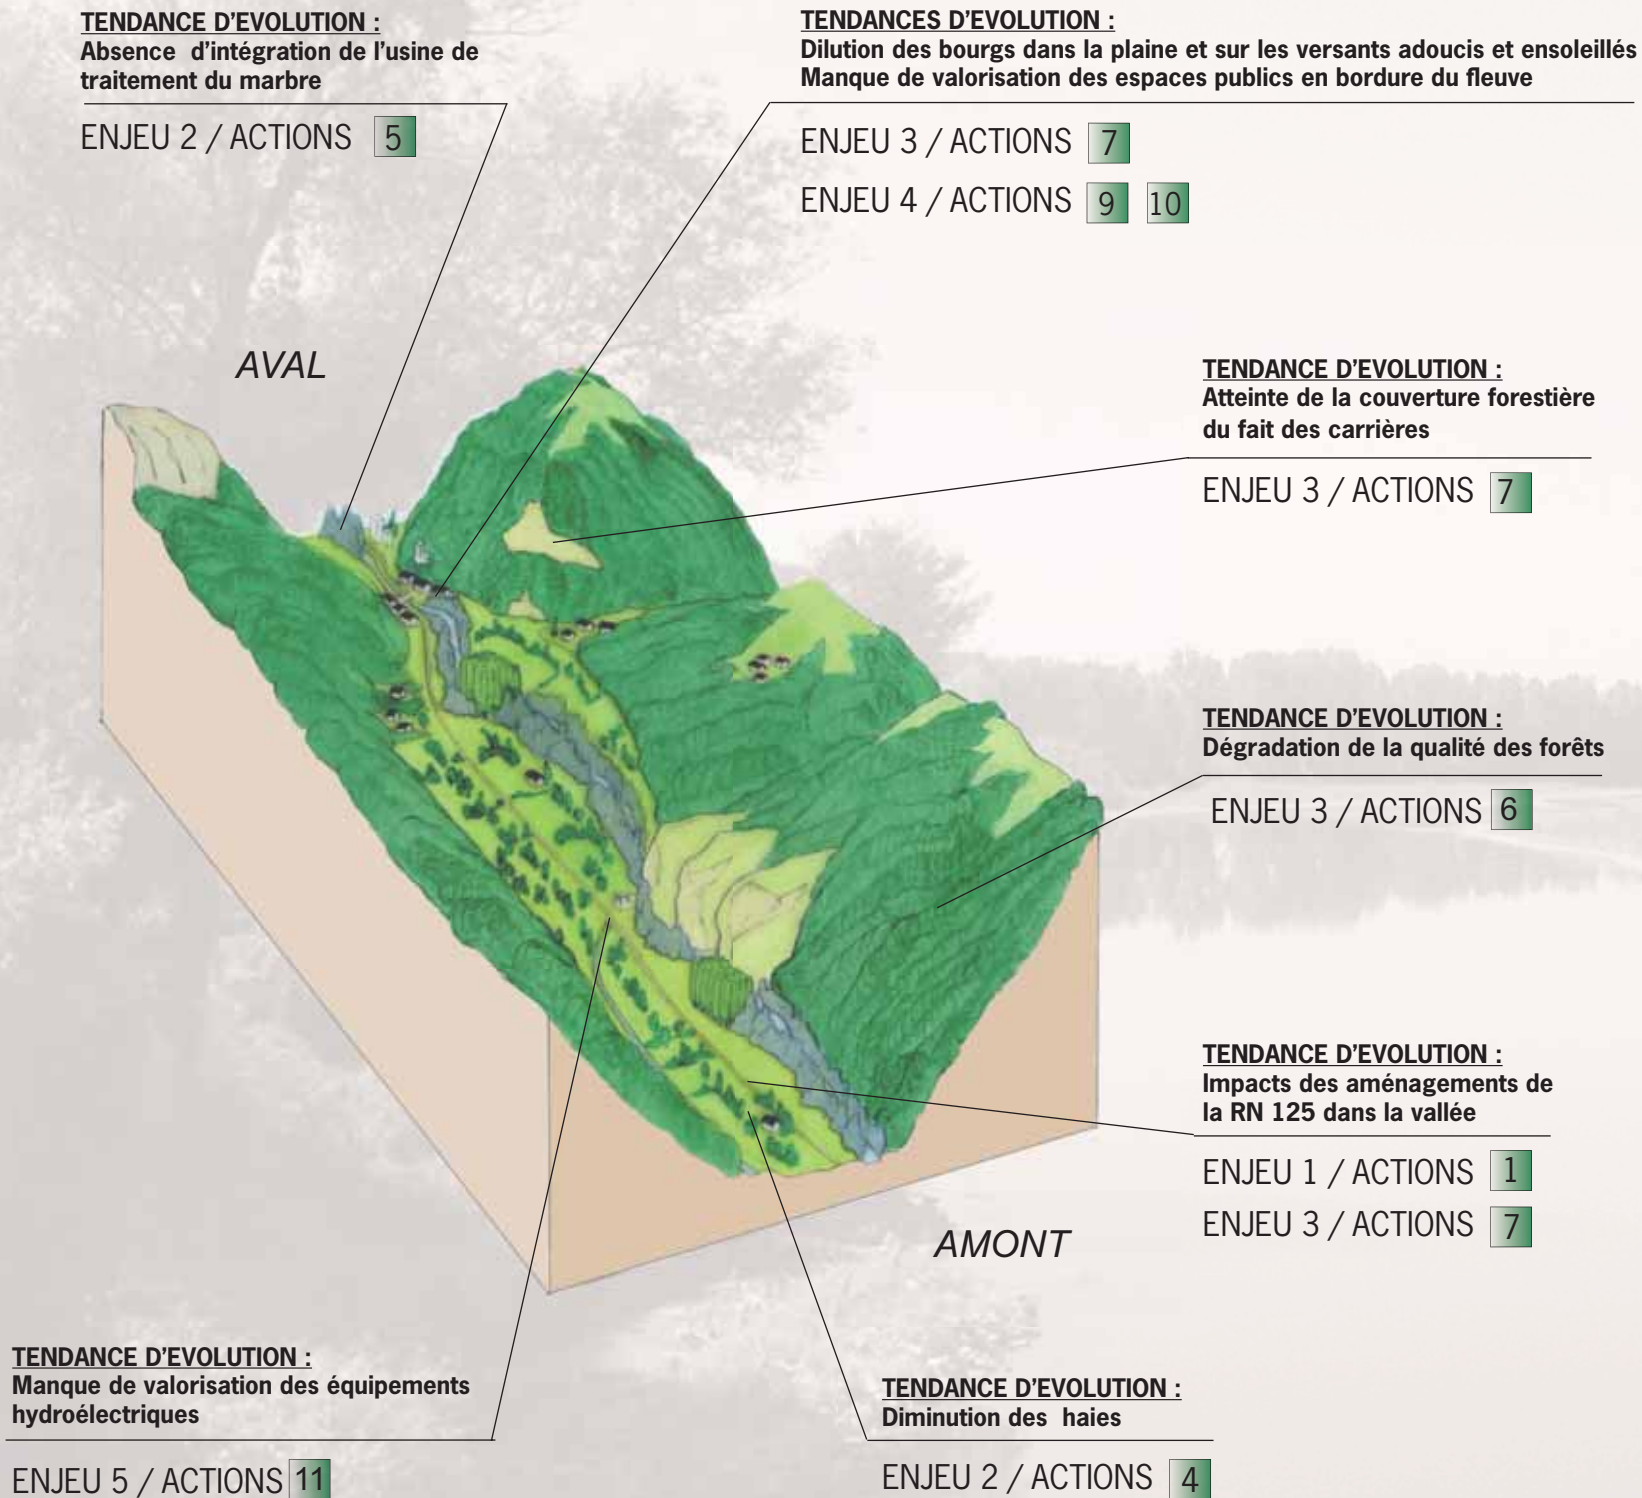 TENDANCE D'EVOLUTION :
Absence d'intégration de l'usine de
traitement du marbre
ENJEU 2 / ACTIONS 5
TENDANCES D'EVOLUTION :
Dilution des bourgs dans la plaine et sur les versants adoucis et ensoleillés
Manque de valorisation des espaces publics en bordure du fleuve
ENJEU 3 / ACTIONS 7
ENJEU 4 / ACTIONS 9 10
AVAL
TENDANCE D'EVOLUTION :
Atteinte de la couverture forestière
du fait des carrières
ENJEU 3 / ACTIONS 7
TENDANCE D'EVOLUTION :
Dégradation de la qualité des forêts
ENJEU 3 / ACTIONS 6
TENDANCE D'EVOLUTION :
Impacts des aménagements de
la RN 125 dans la vallée
ENJEU 1 / ACTIONS 1
ENJEU 3 / ACTIONS 7
AMONT
TENDANCE D'EVOLUTION :
Manque de valorisation des équipements
hydroélectriques
ENJEU 5 / ACTIONS 11
TENDANCE D'EVOLUTION :
Diminution des haies
ENJEU 2 / ACTIONS 4